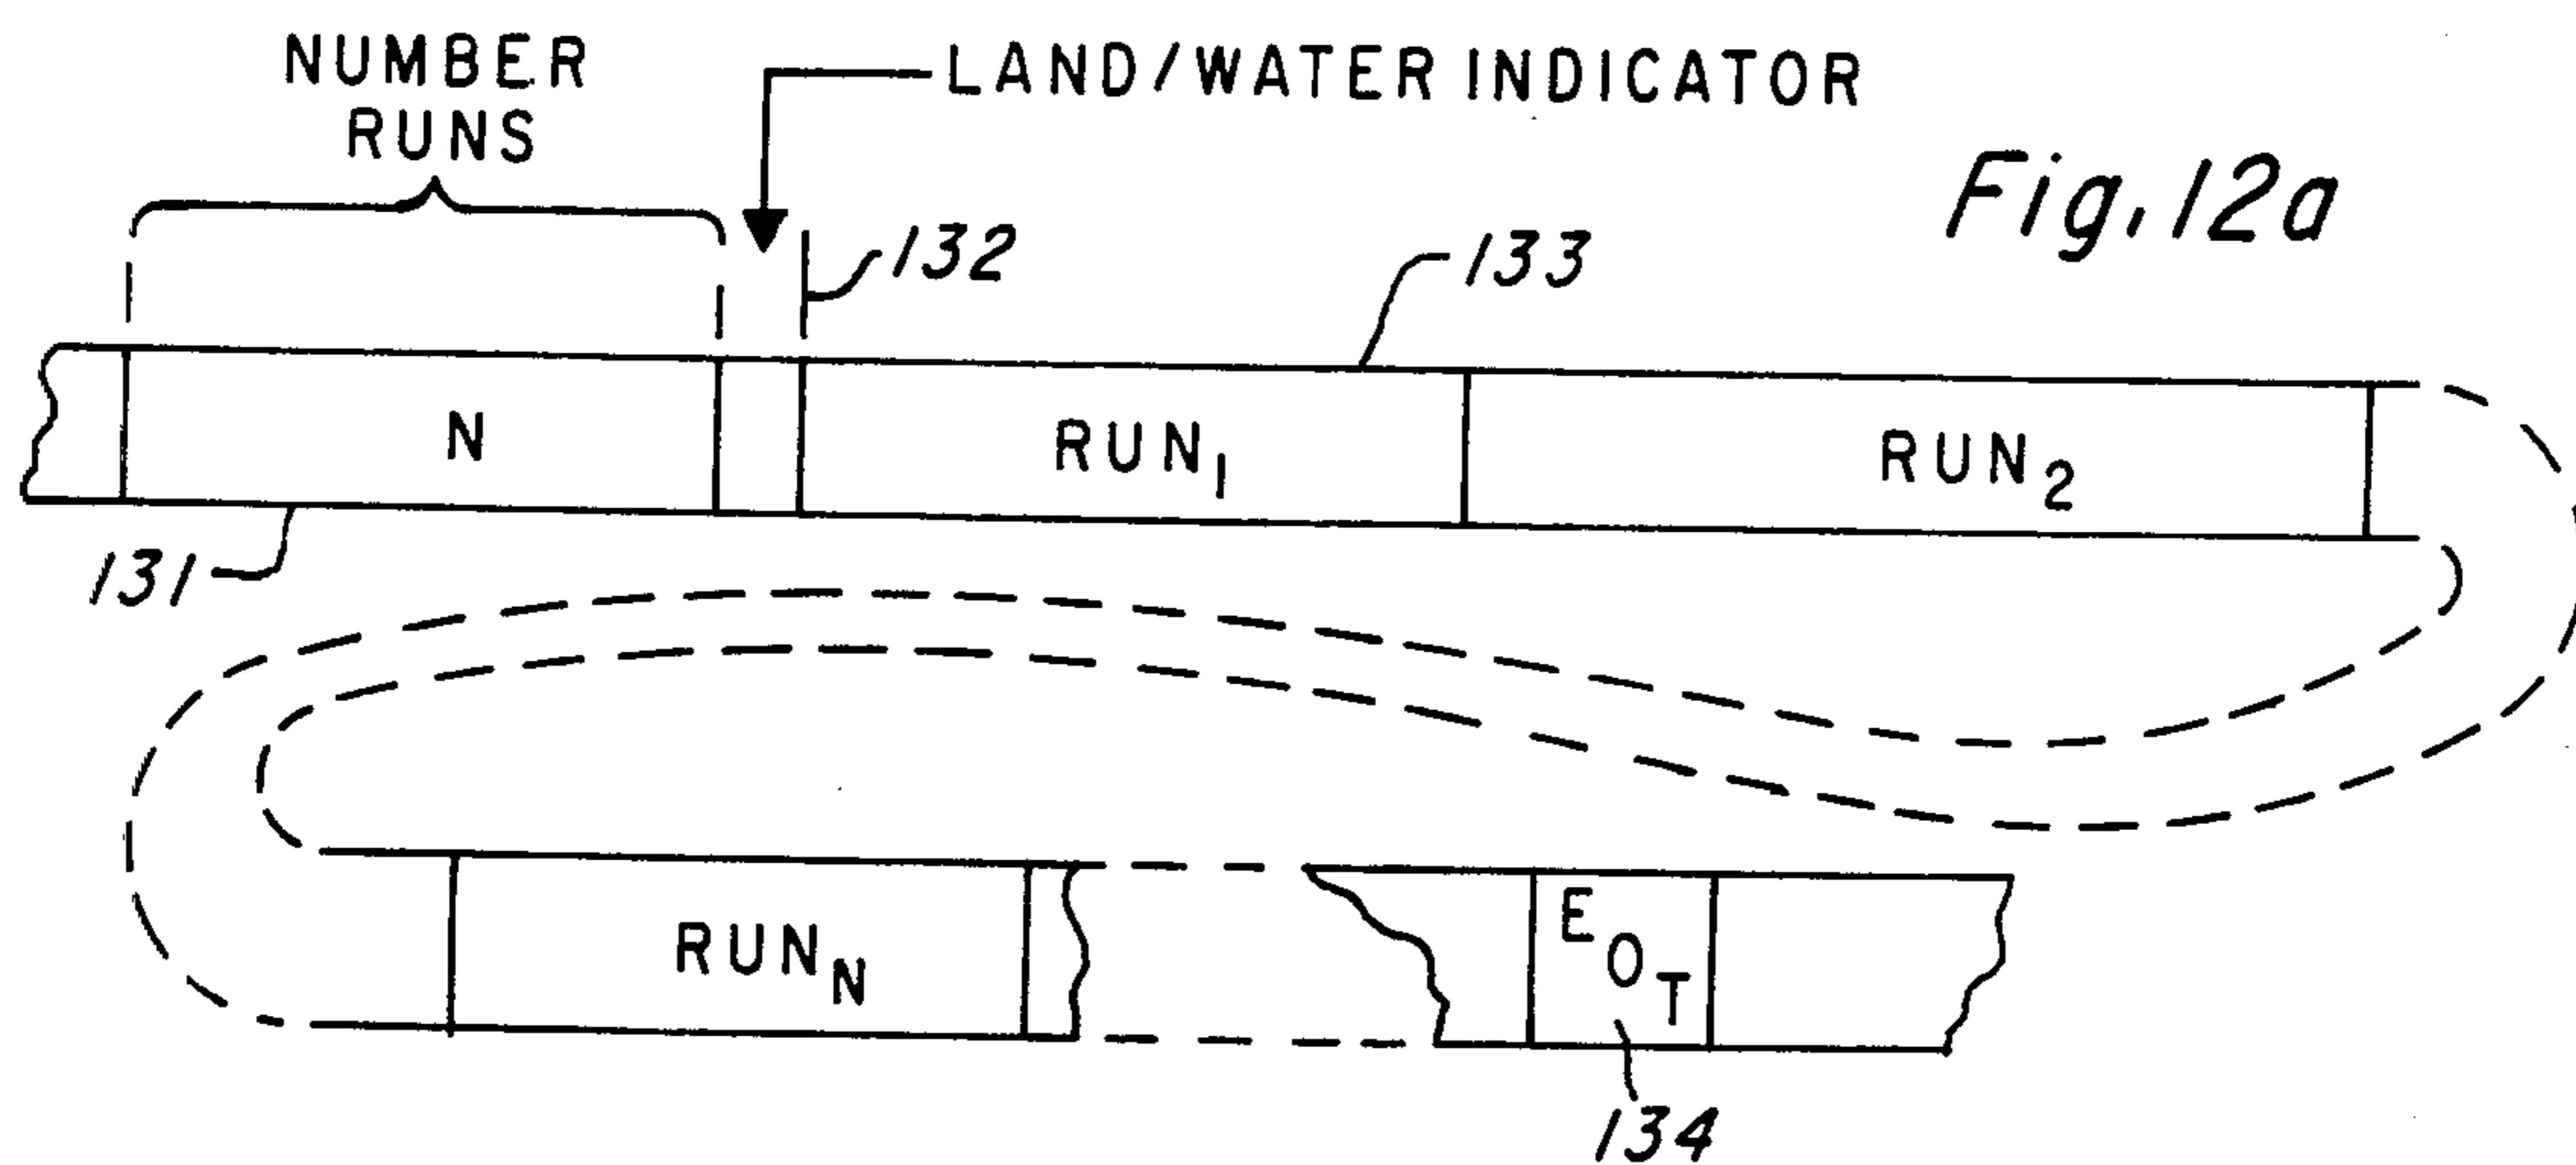 NUMBER
RUNS
LAND/WATER INDICATOR
Fig. 12a
132
133
N
RUN1
RUN2
131
RUNN
EOT
134